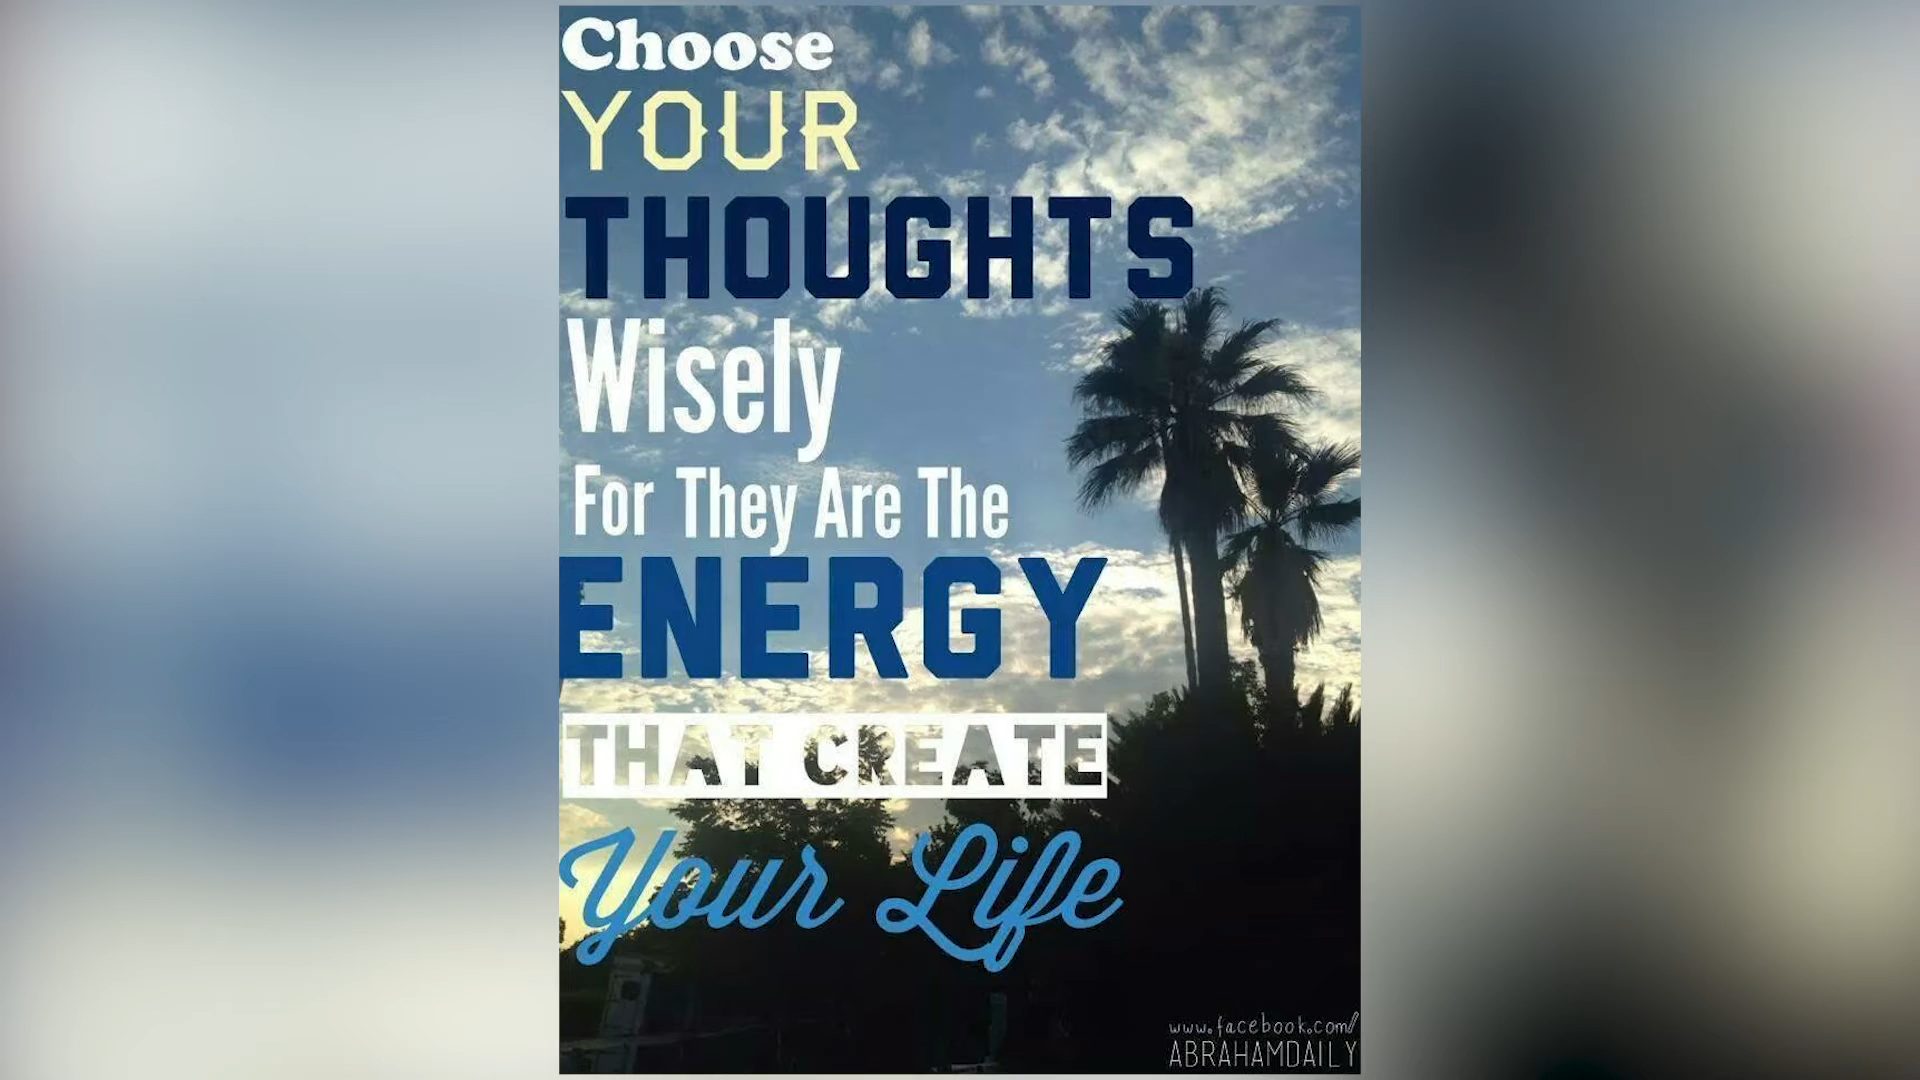 Choose
YOUR
THOUGHTS
Wisely
For They Are The
ENERGY
THAT CREATE
Your Life
www.facebook.com/
ABRAHAMDAILY